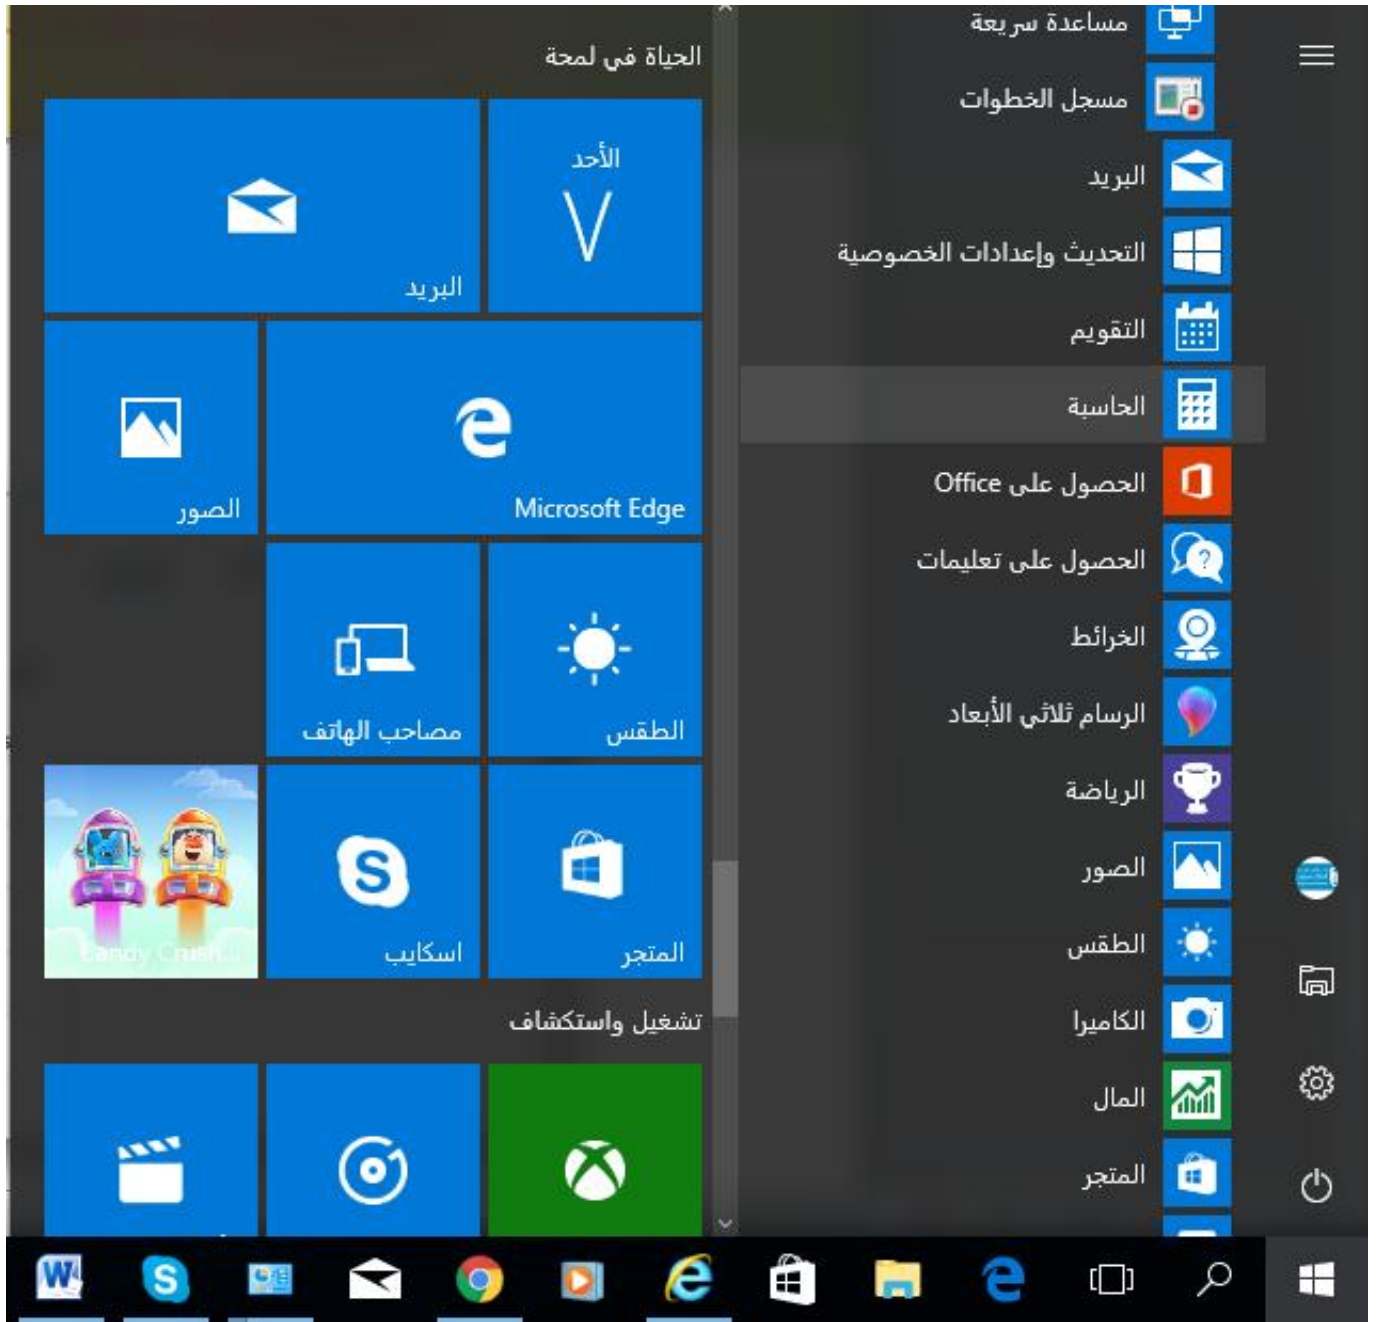 مساعدة سريعة
مسجل الخطوات
البريد
التحديث وإعدادات الخصوصية
التقويم
الحاسبة
الحصول على Office
الحصول على تعليمات
الخرائط
الرسام ثلاثي الأبعاد
الرياضة
الصور
الطقس
الكاميرا
المال
المتجر
الحياة في لمحة
الأحد
٧
البريد
Microsoft Edge
الصور
الطقس
مصاحب الهاتف
المتجر
اسكايب
Candy Crush...
تشغيل واستكشاف